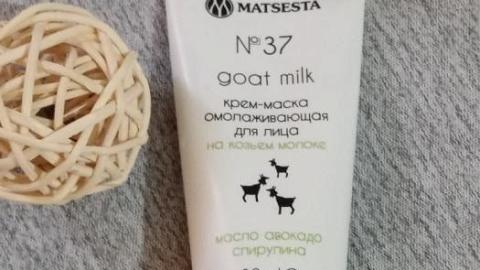 MATSESTA
№37
goat milk
крем-маска
омолаживающая
для лица
на козьем молоке
масло авокадо
спирулина